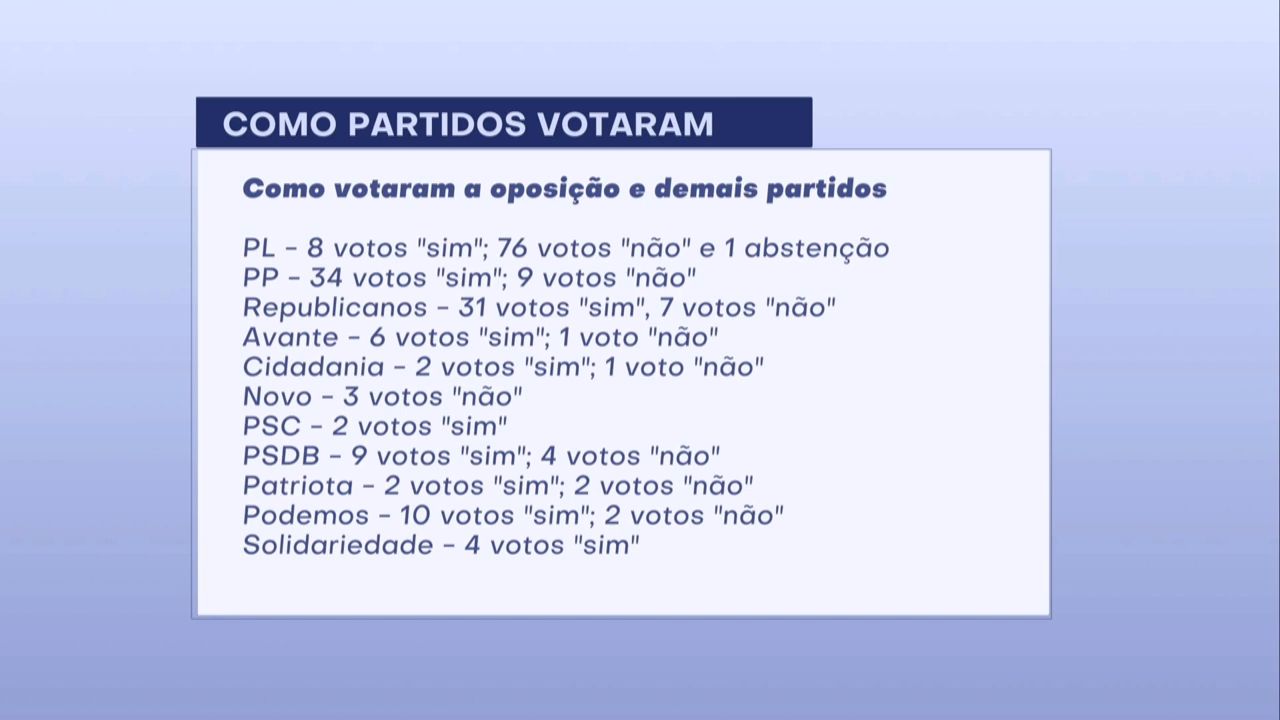 COMO PARTIDOS VOTARAM
Como votaram a oposição e demais partidos
PL - 8 votos "sim"; 76 votos "não" e 1 abstenção
PP - 34 votos "sim"; 9 votos "não"
Republicanos - 31 votos "sim", 7 votos "não"
Avante - 6 votos "sim"; 1 voto "não"
Cidadania - 2 votos "sim"; 1 voto "não"
Novo - 3 votos "não"
PSC - 2 votos "sim"
PSDB - 9 votos "sim"; 4 votos "não"
Patriota - 2 votos "sim"; 2 votos "não"
Podemos - 10 votos "sim"; 2 votos "não"
Solidariedade - 4 votos "sim"